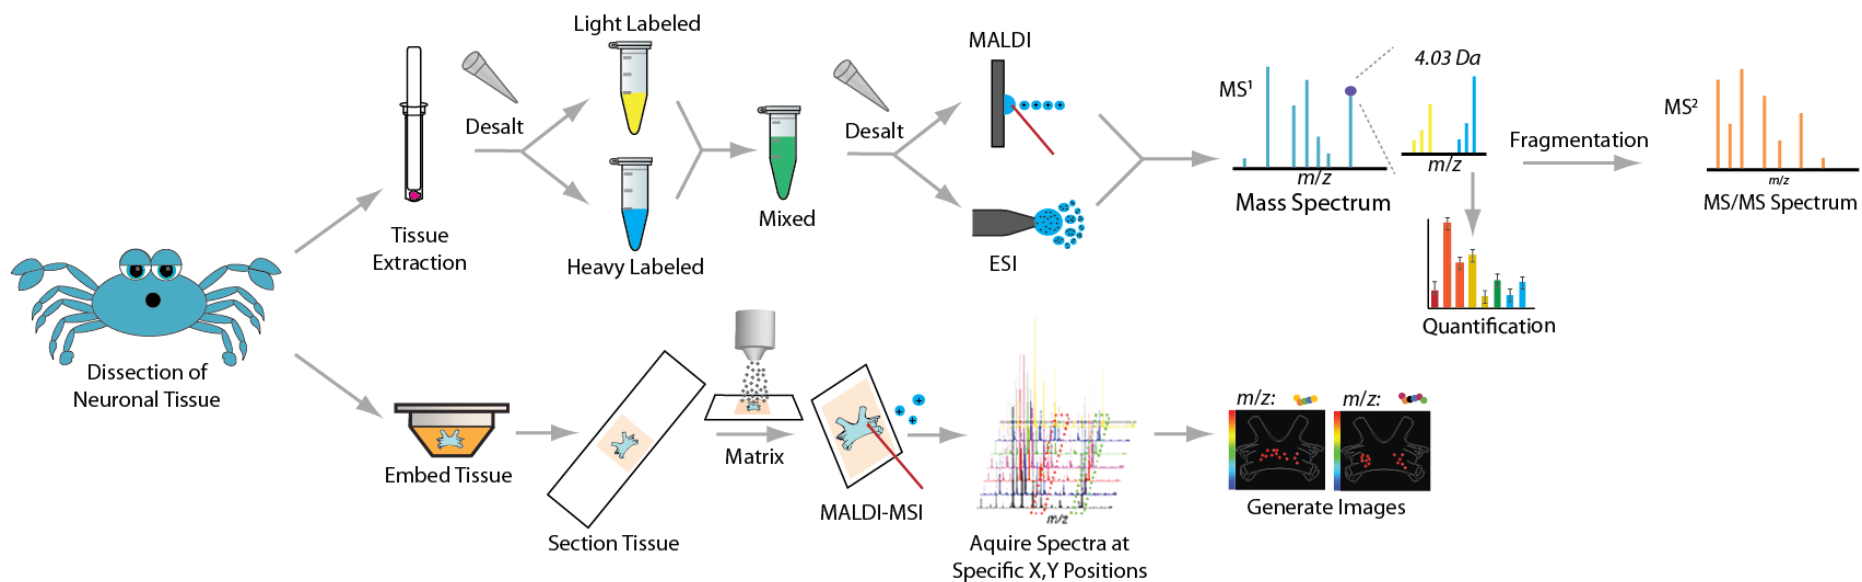 Dissection of
Neuronal Tissue
Tissue
Extraction
Desalt
Light Labeled
Heavy Labeled
Mixed
Desalt
MALDI
ESI
MS¹
m/z
Mass Spectrum
4.03 Da
m/z
Quantification
Fragmentation
MS²
m/z
MS/MS Spectrum
Embed Tissue
Section Tissue
Matrix
MALDI-MSI
m/z
Aquire Spectra at
Specific X,Y Positions
m/z:
m/z:
Generate Images